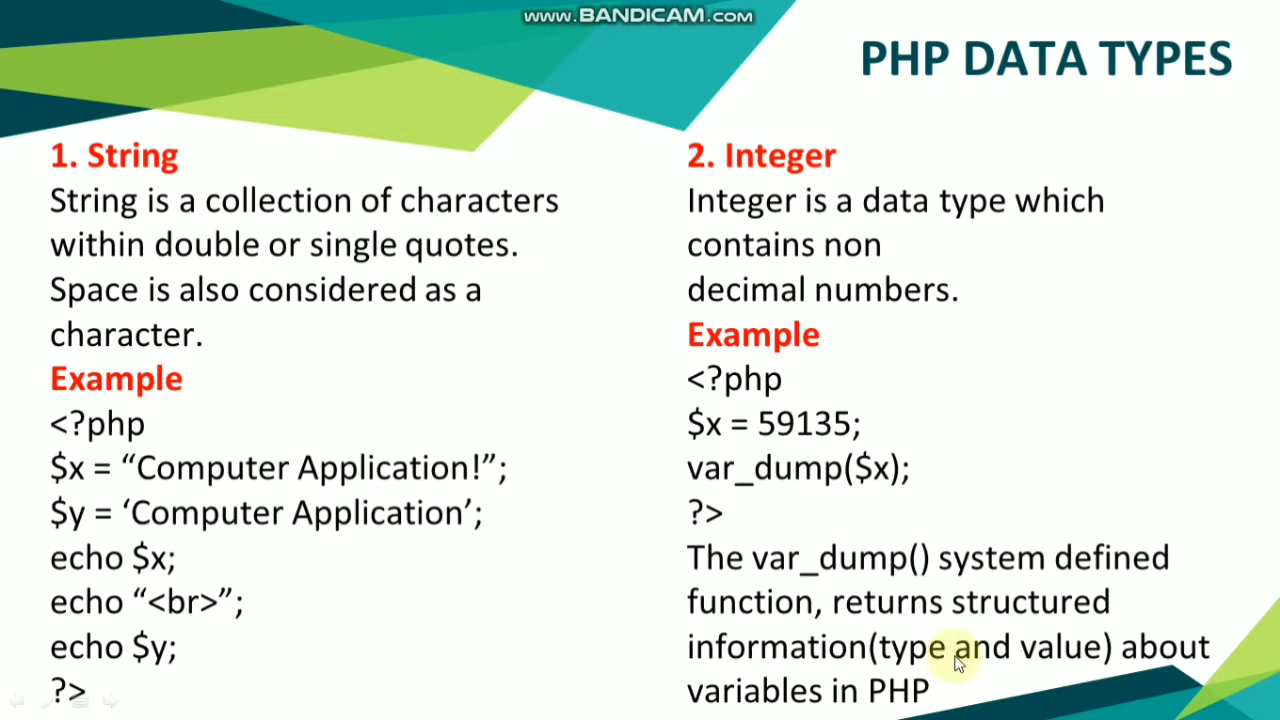 www.BANDICAM.com
PHP DATA TYPES
1. String
String is a collection of characters
within double or single quotes.
Space is also considered as a
character.
Example
<?php
$x = “Computer Application!”;
$y = ‘Computer Application’;
echo $x;
echo “<br>”;
echo $y;
?>
2. Integer
Integer is a data type which
contains non
decimal numbers.
Example
<?php
$x = 59135;
var_dump($x);
?>
The var_dump() system defined
function, returns structured
information(type and value) about
variables in PHP